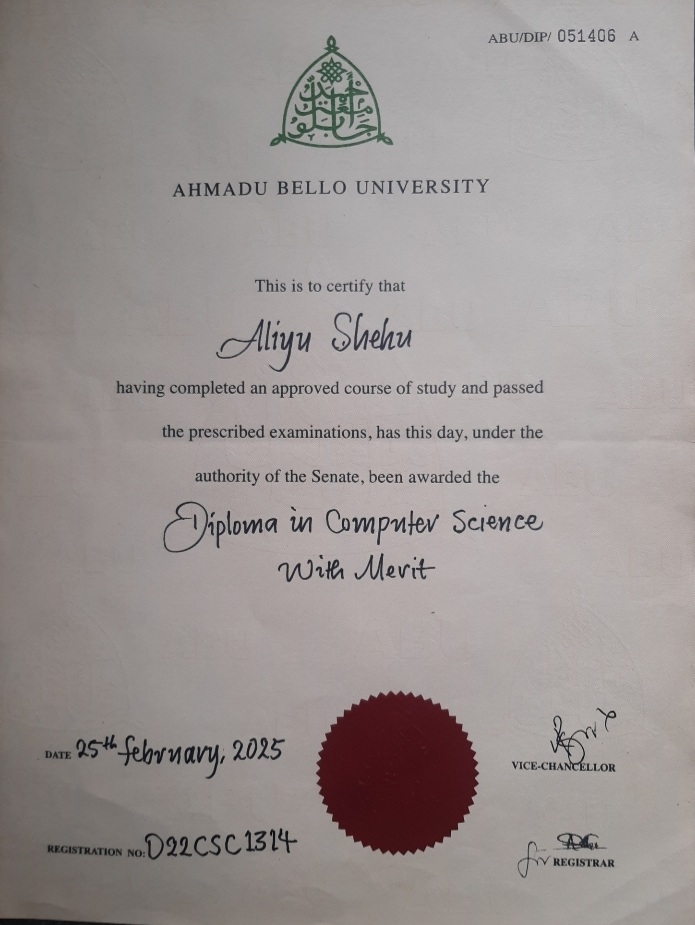 ABU/DIP/ 051406 A
AHMADU BELLO UNIVERSITY
This is to certify that
Aliyu Shehu
having completed an approved course of study and passed
the prescribed examinations, has this day, under the
authority of the Senate, been awarded the
Diploma in Computer Science
With Merit
DATE 25th february, 2025
VICE-CHANCELLOR
REGISTRATION NO: D22CSC1314
for REGISTRAR